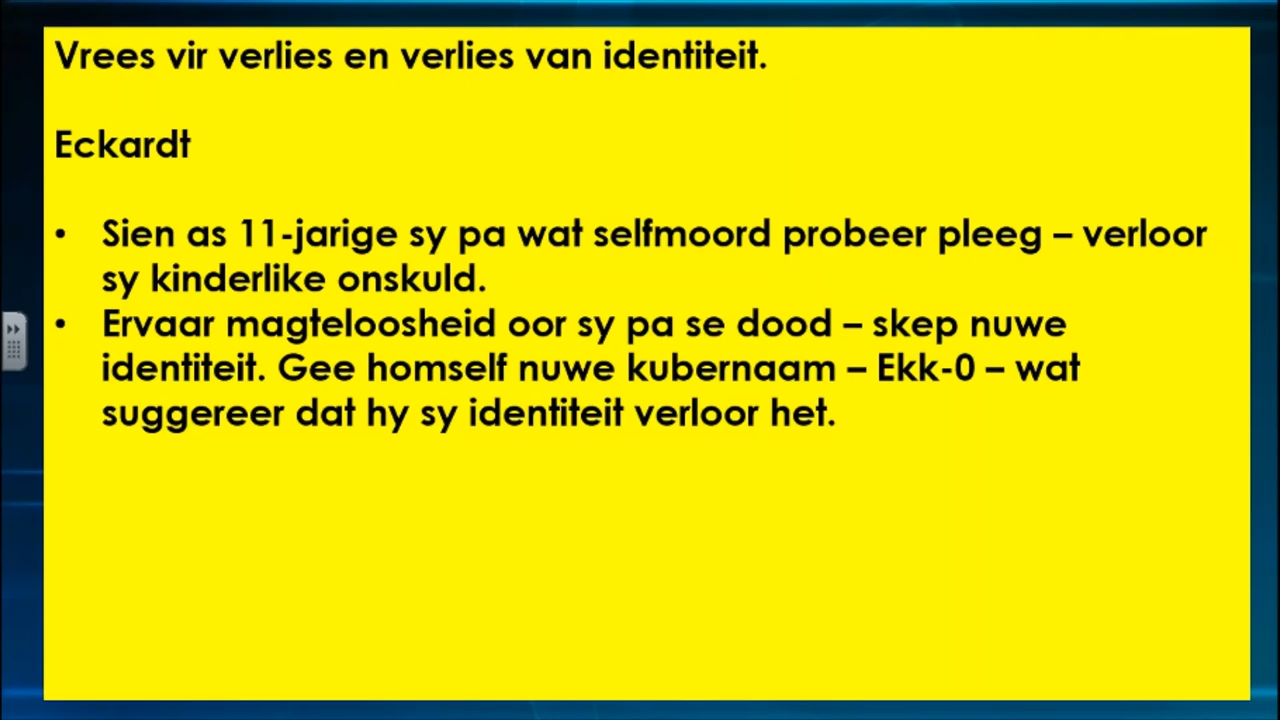 Vrees vir verlies en verlies van identiteit.
Eckardt
• Sien as 11-jarige sy pa wat selfmoord probeer pleeg – verloor
sy kinderlike onskuld.
• Ervaar magteloosheid oor sy pa se dood – skep nuwe
identiteit. Gee homself nuwe kubernaam – Ekk-0 – wat
suggereer dat hy sy identiteit verloor het.